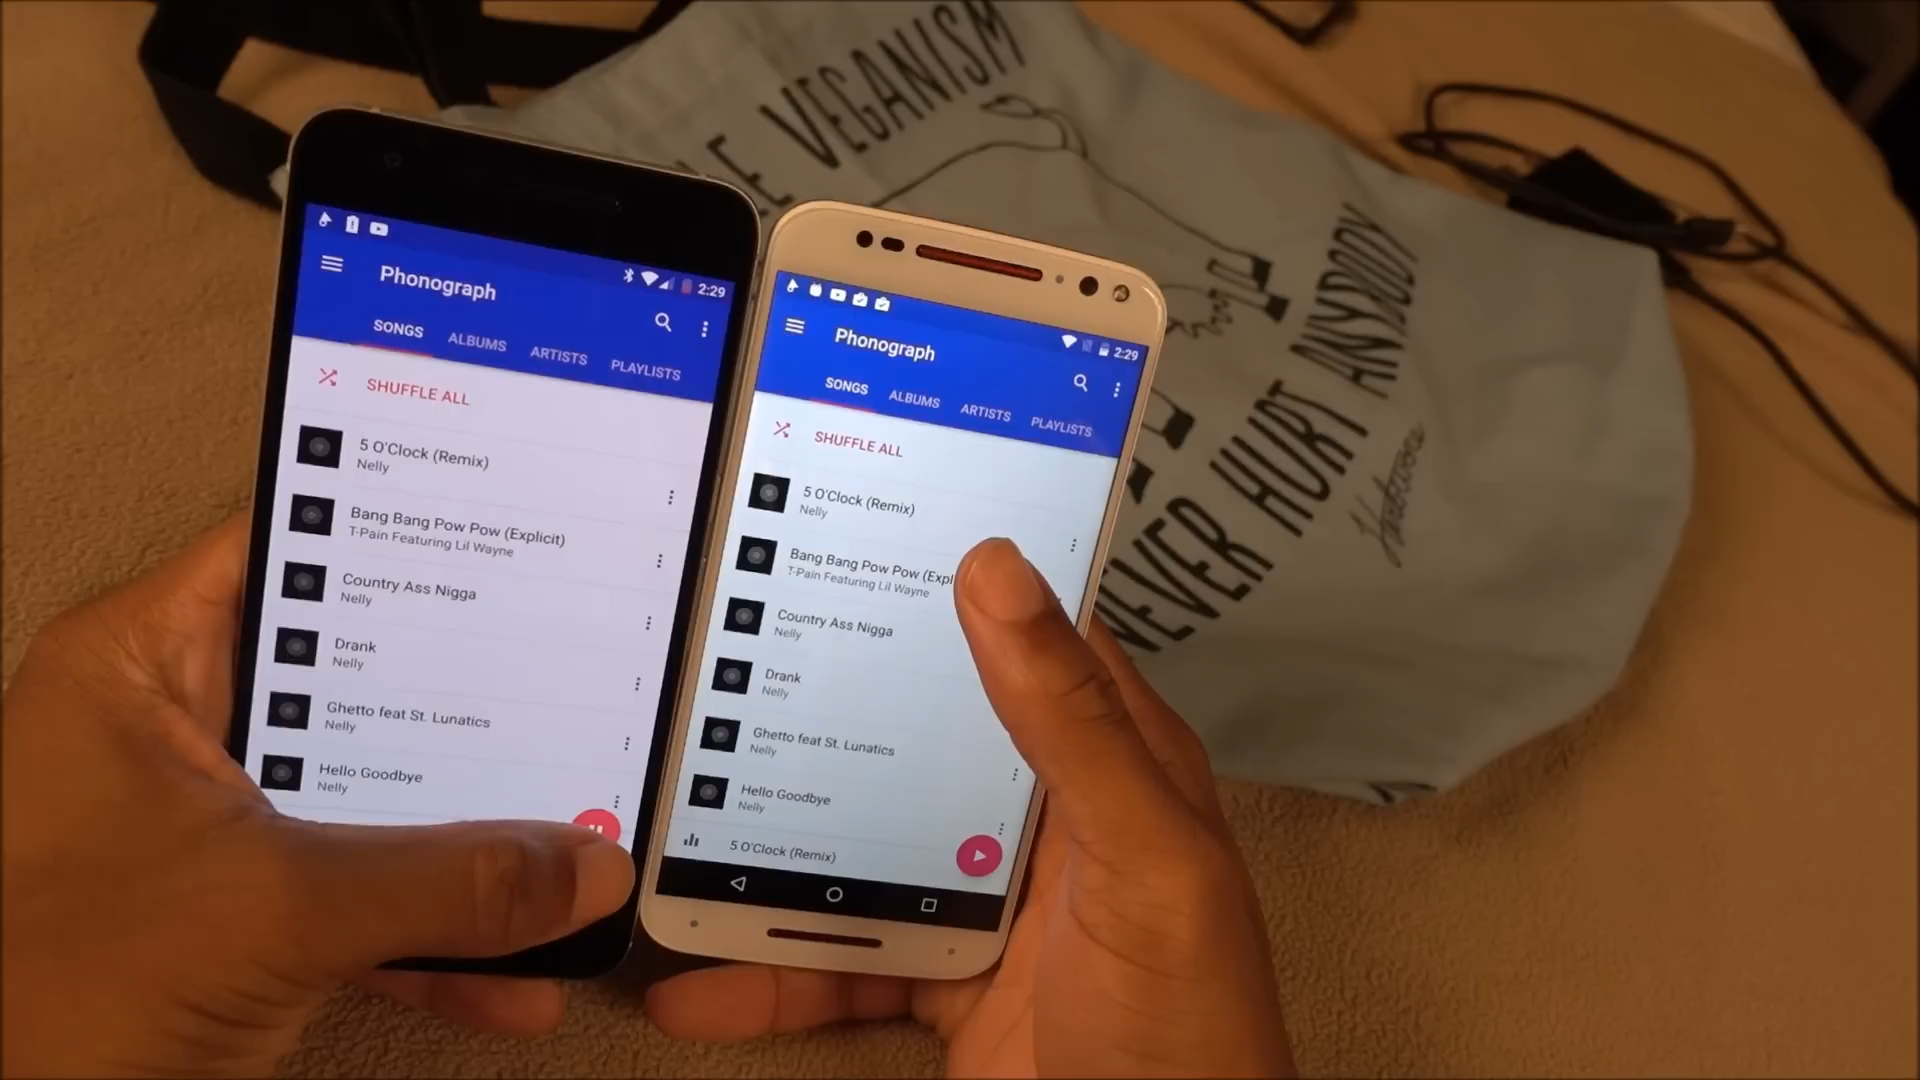 LE VEGANISM
NEVER HURT ANYBODY
2:29
Phonograph
SONGS
ALBUMS
ARTISTS
PLAYLISTS
SHUFFLE ALL
5 O'Clock (Remix)
Nelly
Bang Bang Pow Pow (Explicit)
T-Pain Featuring Lil Wayne
Country Ass Nigga
Nelly
Drank
Nelly
Ghetto feat St. Lunatics
Nelly
Hello Goodbye
Nelly
2:29
Phonograph
SONGS
ALBUMS
ARTISTS
PLAYLISTS
SHUFFLE ALL
5 O'Clock (Remix)
Nelly
Bang Bang Pow Pow (Expl
T-Pain Featuring Lil Wayne
Country Ass Nigga
Nelly
Drank
Nelly
Ghetto feat St. Lunatics
Nelly
Hello Goodbye
Nelly
5 O'Clock (Remix)